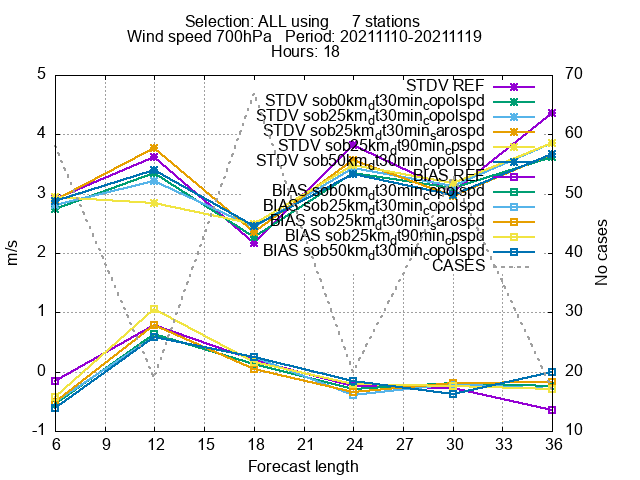 Selection: ALL using 7 stations
Wind speed 700hPa Period: 20211110-20211119
Hours: 18
STDV REF
STDV sob0km_dt30min_copolspd
STDV sob25km_dt30min_copolspd
STDV sob25km_dt30min_sarospd
STDV sob25km_dt90min_cpspd
STDV sob50km_dt30min_copolspd
BIAS REF
BIAS sob0km_dt30min_copolspd
BIAS sob25km_dt30min_copolspd
BIAS sob25km_dt30min_sarospd
BIAS sob25km_dt90min_cpspd
BIAS sob50km_dt30min_copolspd
CASES
5
4
3
2
1
0
-1
m/s
70
60
50
40
30
20
10
No cases
6 9 12 15 18 21 24 27 30 33 36
Forecast length